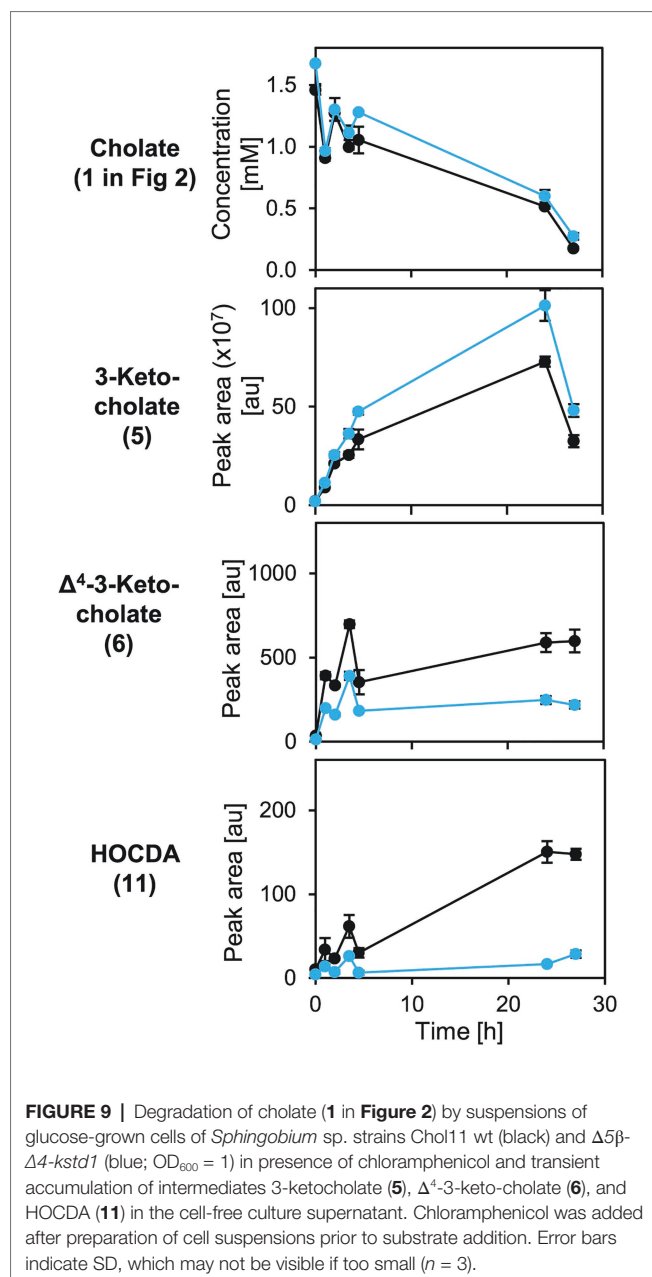 Cholate
(1 in Fig 2)
Concentration
[mM]
1.5
1.0
0.5
0.0
3-Keto-
cholate
(5)
Peak area (x10⁷)
[au]
100
50
0
Δ⁴-3-Keto-
cholate
(6)
Peak area [au]
1000
500
0
HOCDA
(11)
Peak area [au]
200
100
0
0 10 20 30
Time [h]
FIGURE 9 | Degradation of cholate (1 in Figure 2) by suspensions of
glucose-grown cells of Sphingobium sp. strains Chol11 wt (black) and Δ5β-
Δ4-kstd1 (blue; OD₆₀₀ = 1) in presence of chloramphenicol and transient
accumulation of intermediates 3-ketocholate (5), Δ⁴-3-keto-cholate (6), and
HOCDA (11) in the cell-free culture supernatant. Chloramphenicol was added
after preparation of cell suspensions prior to substrate addition. Error bars
indicate SD, which may not be visible if too small (n = 3).